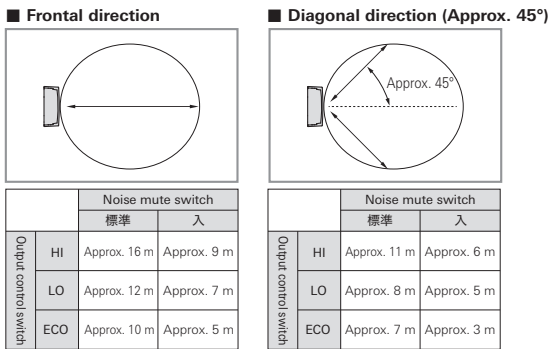 ■ Frontal direction
■ Diagonal direction (Approx. 45°)
Approx. 45°
Noise mute switch
標準 入
Output control switch
HI Approx. 16 m Approx. 9 m
LO Approx. 12 m Approx. 7 m
ECO Approx. 10 m Approx. 5 m
Noise mute switch
標準 入
Output control switch
HI Approx. 11 m Approx. 6 m
LO Approx. 8 m Approx. 5 m
ECO Approx. 7 m Approx. 3 m